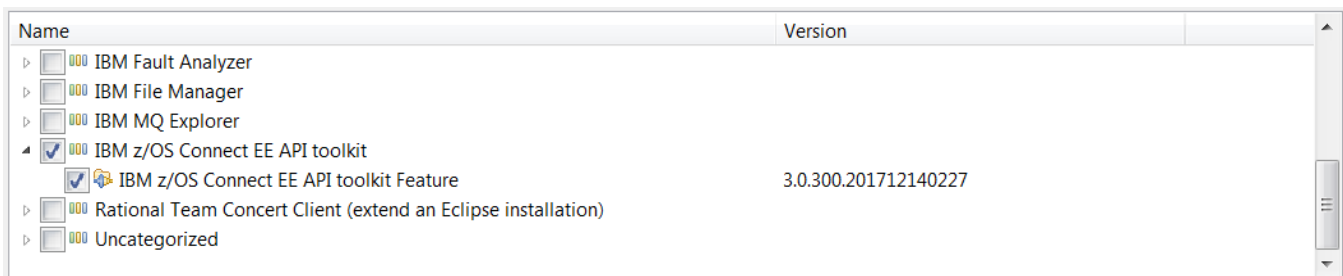 Name Version
IBM Fault Analyzer
IBM File Manager
IBM MQ Explorer
IBM z/OS Connect EE API toolkit
IBM z/OS Connect EE API toolkit Feature 3.0.300.201712140227
Rational Team Concert Client (extend an Eclipse installation)
Uncategorized